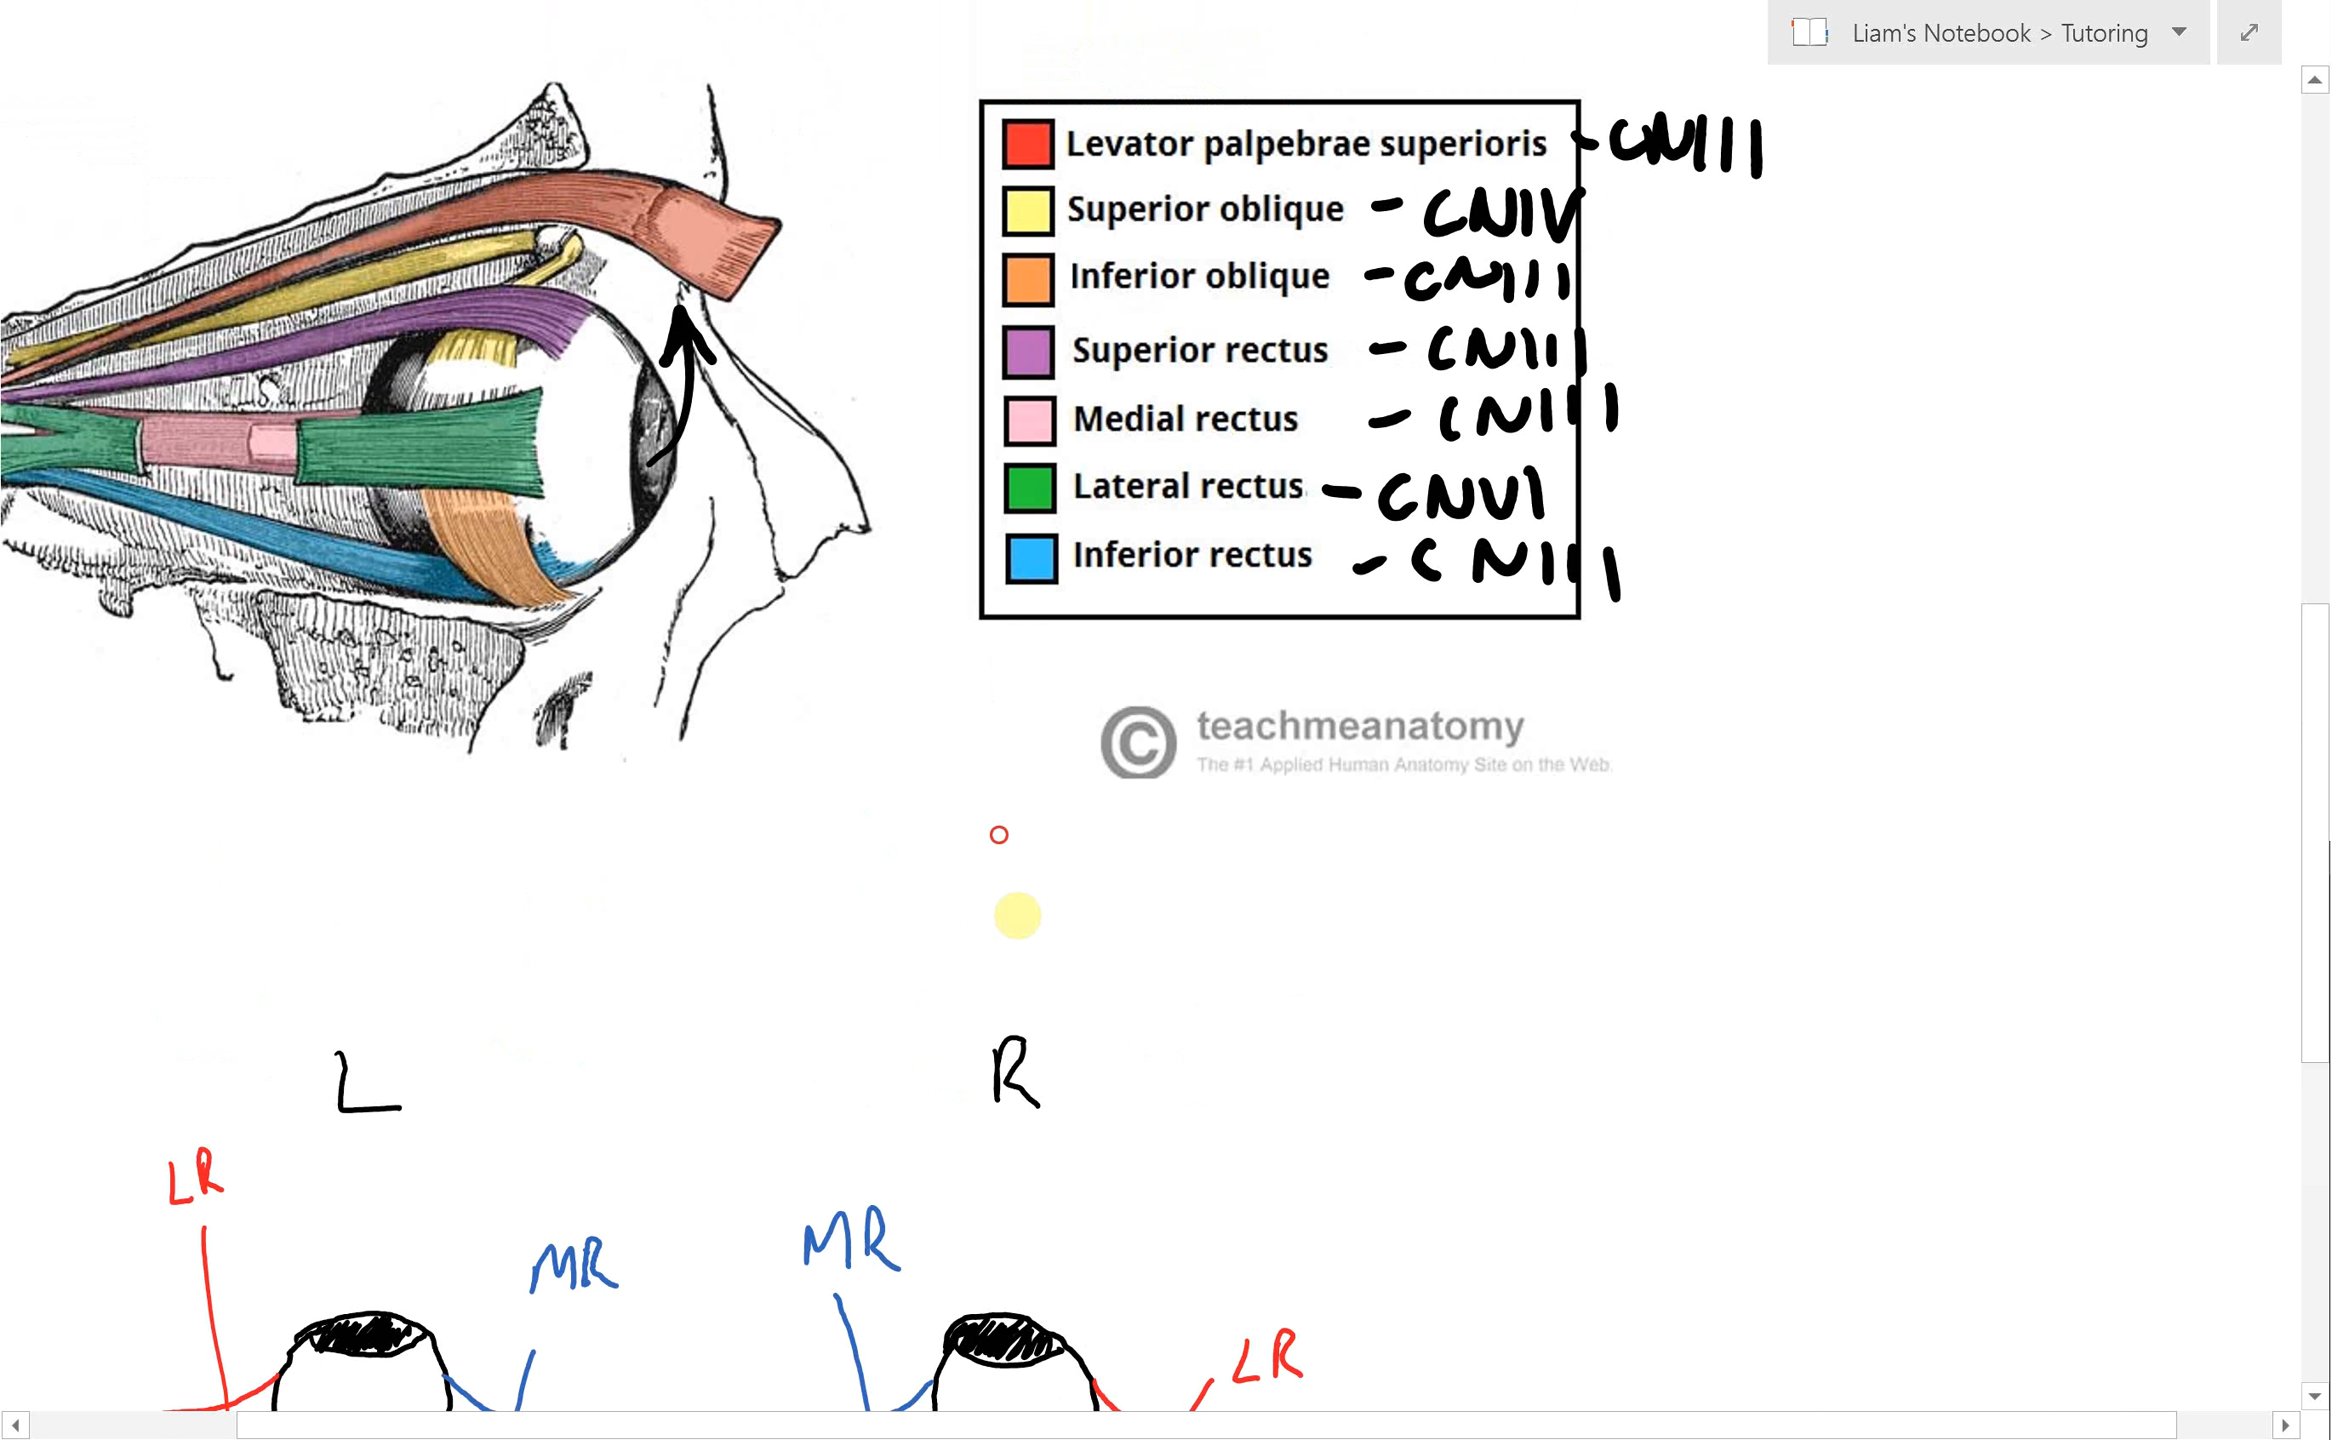 Liam's Notebook > Tutoring
Levator palpebrae superioris - CNIII
Superior oblique - CNIV
Inferior oblique - CNIII
Superior rectus - CNIII
Medial rectus - CNIII
Lateral rectus - CNVI
Inferior rectus - CNIII
© teachmeanatomy
The #1 Applied Human Anatomy Site on the Web.
L R
LR
MR
MR
LR